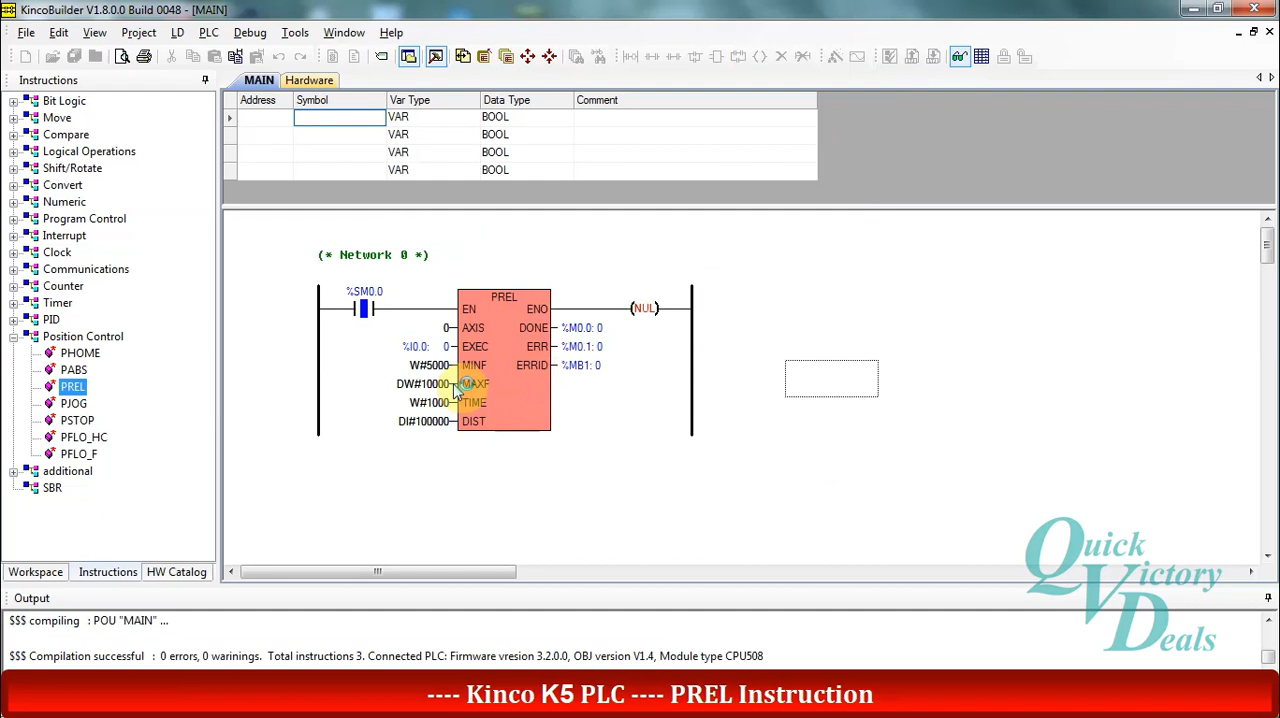 KincoBuilder V1.8.0.0 Build 0048 - [MAIN]
File Edit View Project LD PLC Debug Tools Window Help
Instructions
MAIN Hardware
Address Symbol Var Type Data Type Comment
VAR BOOL
VAR BOOL
VAR BOOL
VAR BOOL
Bit Logic
Move
Compare
Logical Operations
Shift/Rotate
Convert
Numeric
Program Control
Interrupt
Clock
Communications
Counter
Timer
PID
Position Control
PHOME
PABS
PREL
PJOG
PSTOP
PFLO_HC
PFLO_F
additional
SBR
(* Network 0 *)
%SM0.0
PREL
EN ENO (NUL)
0 AXIS DONE %M0.0: 0
%I0.0: 0 EXEC ERR %M0.1: 0
W#5000 MINF ERRID %MB1: 0
DW#10000 MAXF
W#1000 TIME
DI#100000 DIST
Quick
Victory
Deals
Workspace Instructions HW Catalog
Output
$$$ compiling : POU "MAIN" ...
$$$ Compilation successful : 0 errors, 0 warinings. Total instructions 3. Connected PLC: Firmware vresion 3.2.0.0, OBJ version V1.4, Module type CPU508
---- Kinco K5 PLC ---- PREL Instruction